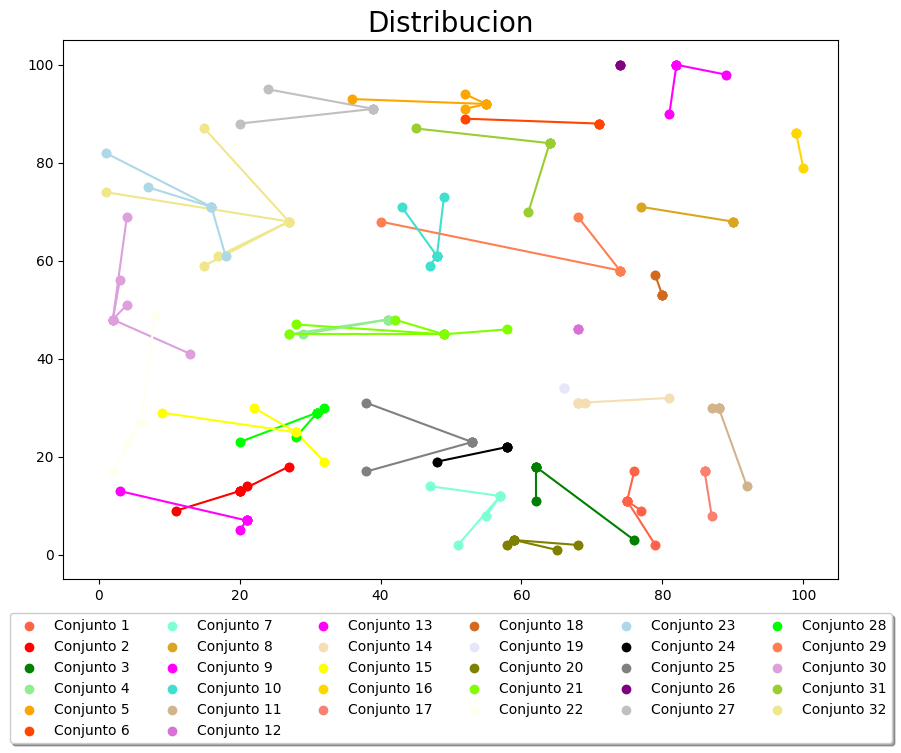 Distribucion
100
80
60
40
20
0
0 20 40 60 80 100
Conjunto 1 Conjunto 7 Conjunto 13 Conjunto 18 Conjunto 23 Conjunto 28
Conjunto 2 Conjunto 8 Conjunto 14 Conjunto 19 Conjunto 24 Conjunto 29
Conjunto 3 Conjunto 9 Conjunto 15 Conjunto 20 Conjunto 25 Conjunto 30
Conjunto 4 Conjunto 10 Conjunto 16 Conjunto 21 Conjunto 26 Conjunto 31
Conjunto 5 Conjunto 11 Conjunto 17 Conjunto 22 Conjunto 27 Conjunto 32
Conjunto 6 Conjunto 12